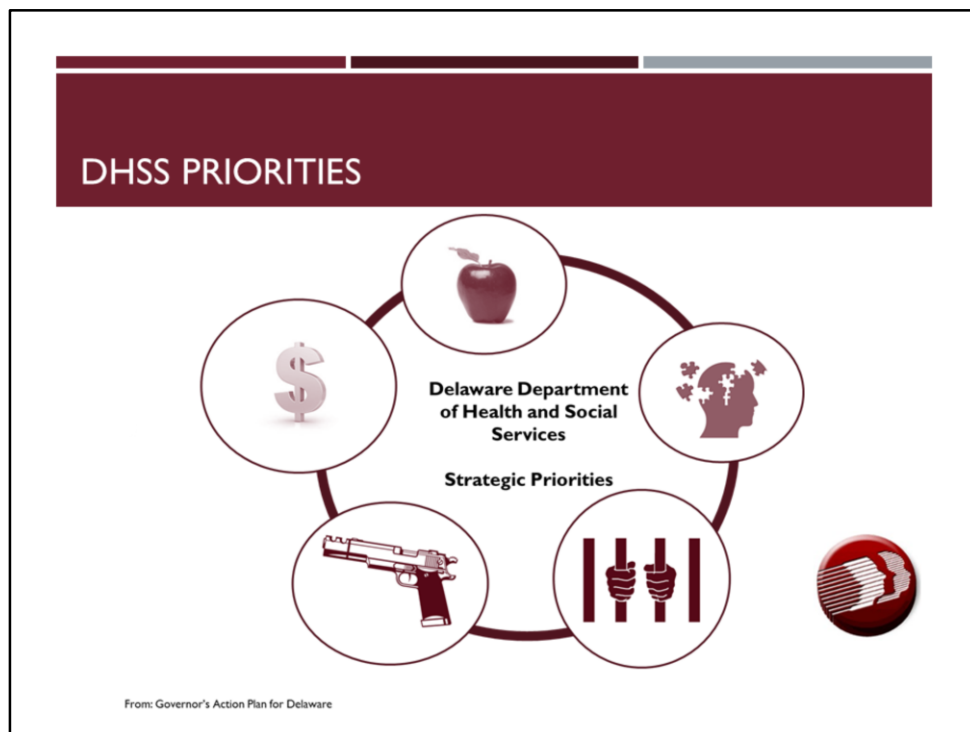 DHSS PRIORITIES
Delaware Department
of Health and Social
Services
Strategic Priorities
From: Governor's Action Plan for Delaware